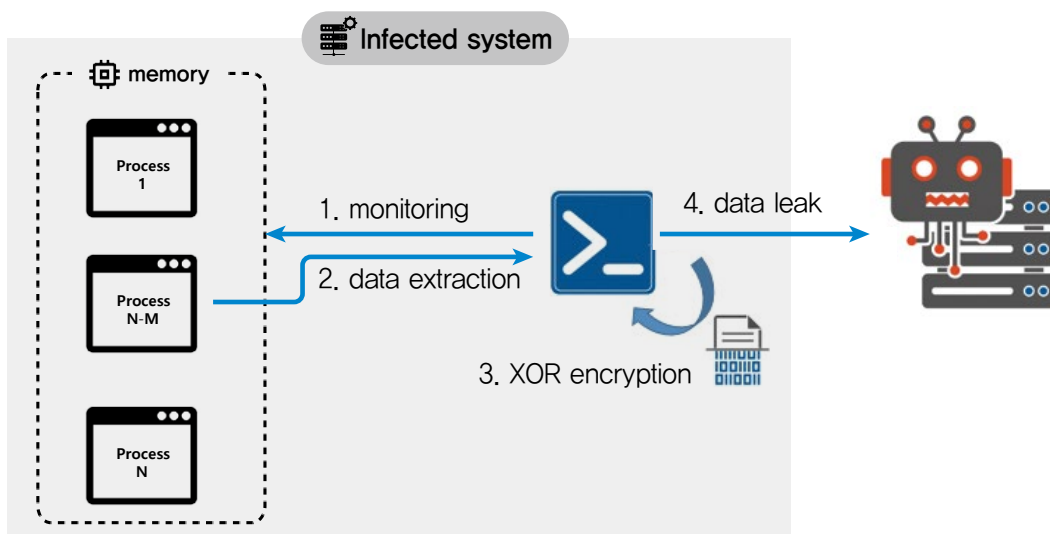 Infected system
memory
Process
1
1. monitoring
4. data leak
2. data extraction
Process
N-M
3. XOR encryption
Process
N